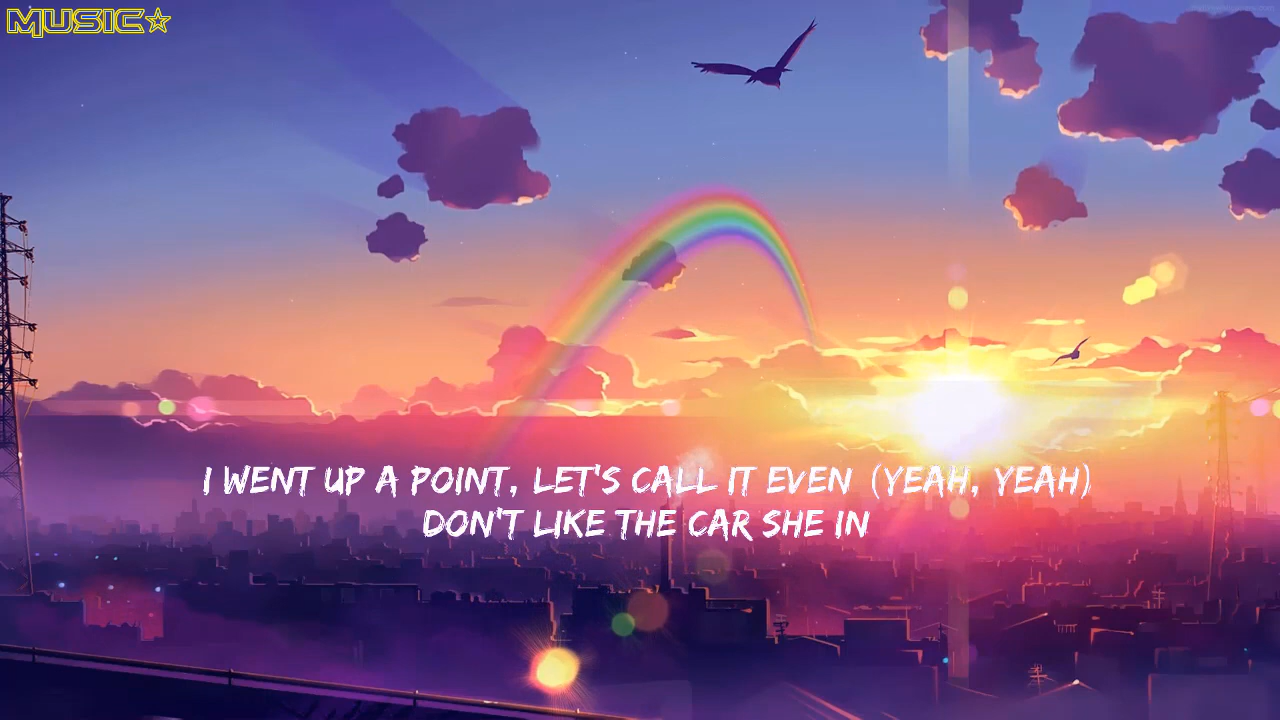 MUSIC☆
I WENT UP A POINT, LET'S CALL IT EVEN (YEAH, YEAH)
DON'T LIKE THE CAR SHE IN